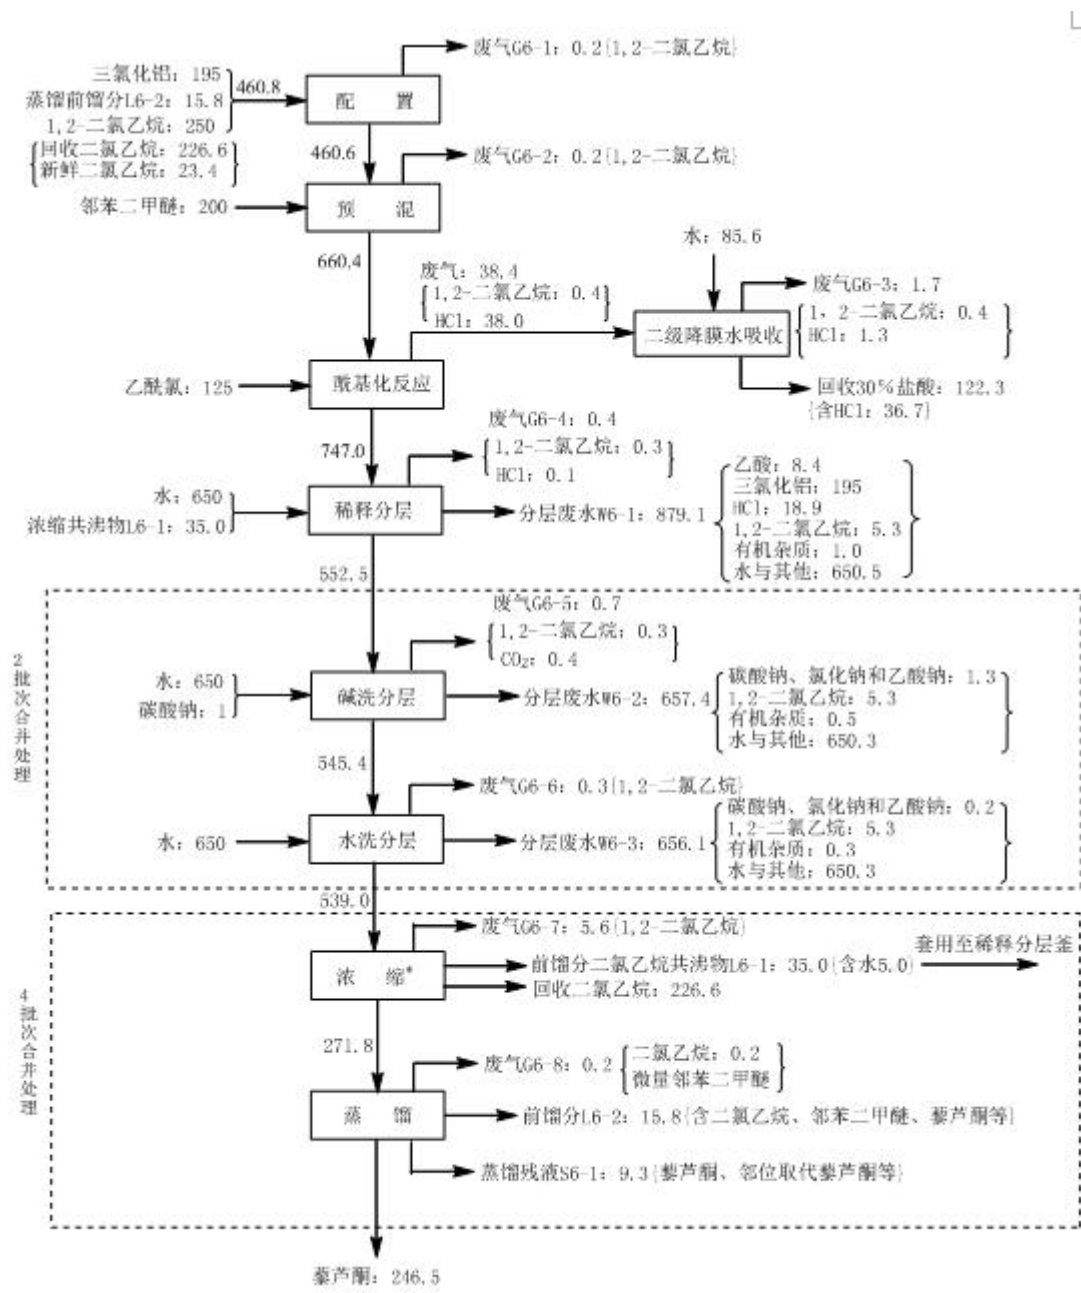 废气G6-1：0.2{1,2-二氯乙烷}
三氯化铝：195
460.8
蒸馏前馏分L6-2：15.8
配 置
1,2-二氯乙烷：250
回收二氯乙烷：226.6
新鲜二氯乙烷：23.4
460.6
废气G6-2：0.2{1,2-二氯乙烷}
邻苯二甲醚：200
预 混
水：85.6
660.4
废气：38.4
1,2-二氯乙烷：0.4
HCl：38.0
废气G6-3：1.7
1，2-二氯乙烷：0.4
HCl：1.3
二级降膜水吸收
乙酰氯：125
酰基化反应
回收30%盐酸：122.3
{含HCl：36.7}
废气G6-4：0.4
747.0
1,2-二氯乙烷：0.3
HCl：0.1
水：650
浓缩共沸物L6-1：35.0
稀释分层
分层废水W6-1：879.1
乙酸：8.4
三氯化铝：195
HCl：18.9
1,2-二氯乙烷：5.3
有机杂质：1.0
水与其他：650.5
552.5
2批次合并处理
废气G6-5：0.7
1,2-二氯乙烷：0.3
CO₂：0.4
水：650
碳酸钠：1
碱洗分层
分层废水W6-2：657.4
碳酸钠、氯化钠和乙酸钠：1.3
1,2-二氯乙烷：5.3
有机杂质：0.5
水与其他：650.3
545.4
废气G6-6：0.3{1,2-二氯乙烷}
水：650
水洗分层
分层废水W6-3：656.1
碳酸钠、氯化钠和乙酸钠：0.2
1,2-二氯乙烷：5.3
有机杂质：0.3
水与其他：650.3
539.0
4批次合并处理
废气G6-7：5.6{1,2-二氯乙烷}
浓 缩*
前馏分二氯乙烷共沸物L6-1：35.0{含水5.0}
套用至稀释分层釜
回收二氯乙烷：226.6
271.8
废气G6-8：0.2
二氯乙烷：0.2
微量邻苯二甲醚
蒸 馏
前馏分L6-2：15.8{含二氯乙烷、邻苯二甲醚、藜芦酮等}
蒸馏残液S6-1：9.3{藜芦酮、邻位取代藜芦酮等}
藜芦酮：246.5